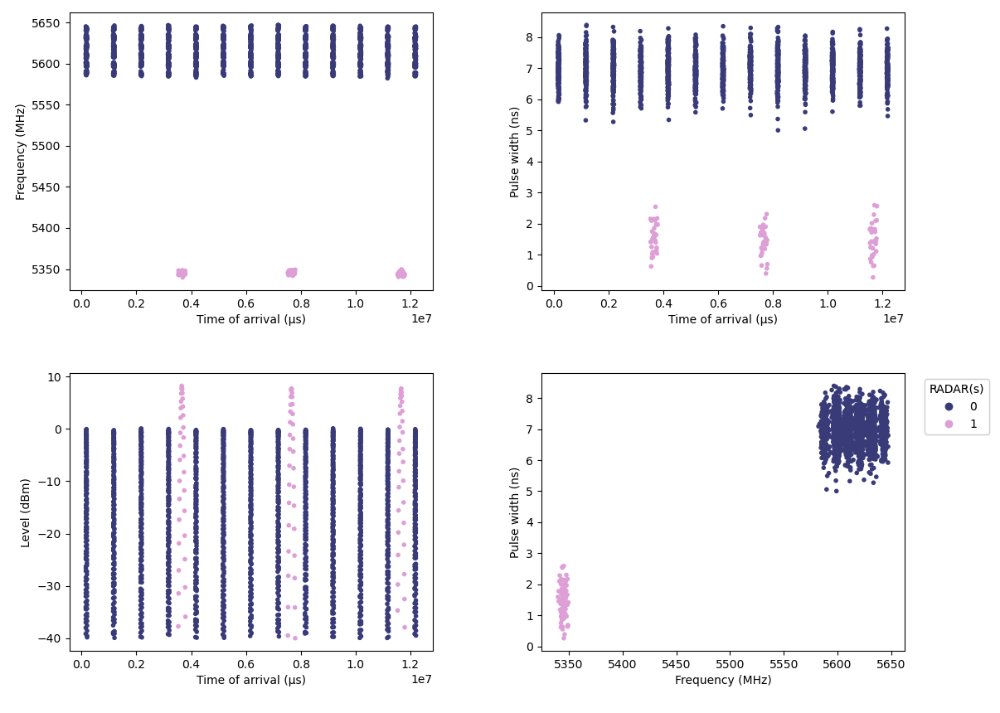 5650
5600
5550
5500
5450
5400
5350
Frequency (MHz)
0.0 0.2 0.4 0.6 0.8 1.0 1.2
Time of arrival (µs) 1e7
8
7
6
5
4
3
2
1
0
Pulse width (ns)
0.0 0.2 0.4 0.6 0.8 1.0 1.2
Time of arrival (µs) 1e7
10
0
−10
−20
−30
−40
Level (dBm)
0.0 0.2 0.4 0.6 0.8 1.0 1.2
Time of arrival (µs) 1e7
8
7
6
5
4
3
2
1
0
Pulse width (ns)
5350 5400 5450 5500 5550 5600 5650
Frequency (MHz)
RADAR(s)
0
1